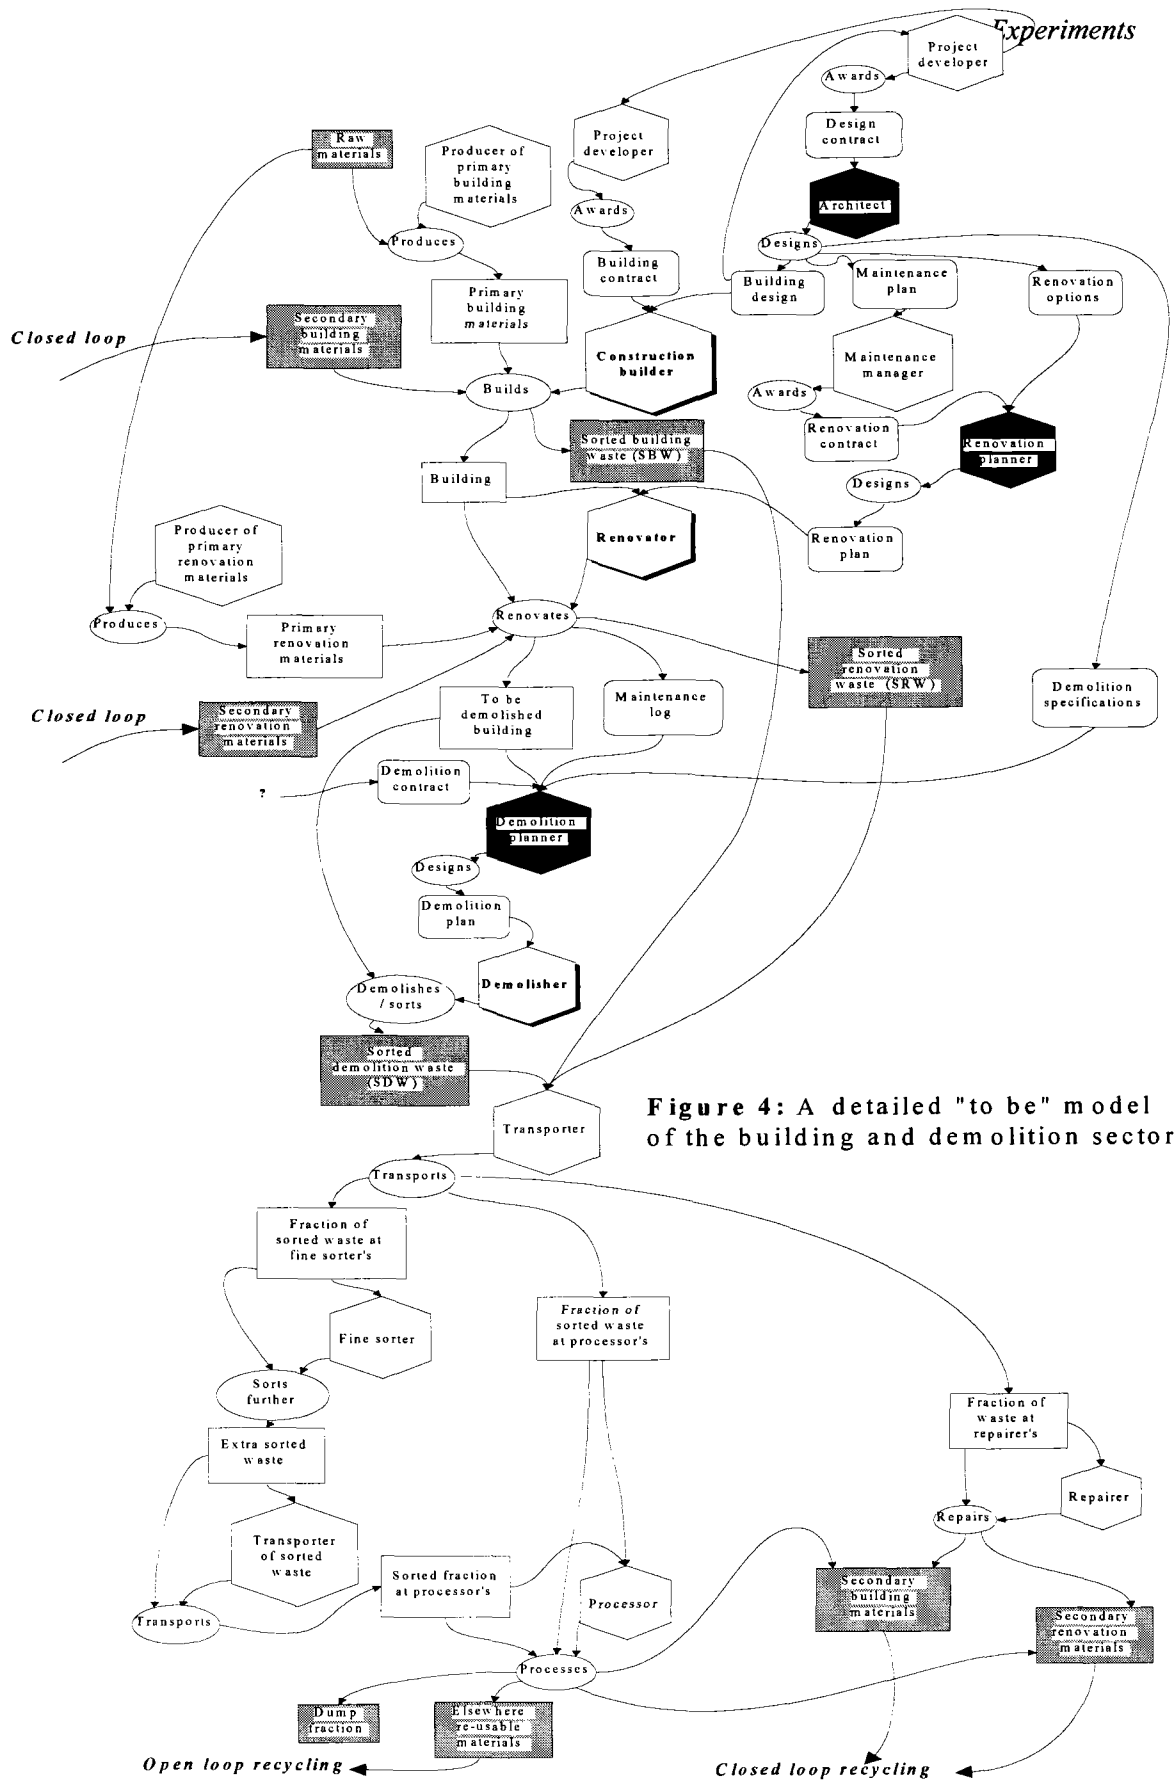 Experiments
Project
developer
Awards
Design
contract
Architect
Designs
Project
developer
Awards
Building
contract
Raw
materials
Producer of
primary
building
materials
Produces
Primary
building
materials
Building
design
Maintenance
plan
Renovation
options
Closed loop
Secondary
building
materials
Construction
builder
Maintenance
manager
Builds
Awards
Renovation
contract
Sorted building
waste (SBW)
Renovation
planner
Building
Designs
Renovator
Renovation
plan
Producer of
primary
renovation
materials
Produces
Primary
renovation
materials
Renovates
Sorted
renovation
waste (SRW)
Demolition
specifications
Closed loop
Secondary
renovation
materials
To be
demolished
building
Maintenance
log
?
Demolition
contract
Demolition
planner
Designs
Demolition
plan
Demolisher
Demolishes
/ sorts
Sorted
demolition waste
(SDW)
Transporter
Figure 4: A detailed "to be" model
of the building and demolition sector
Transports
Fraction of
sorted waste at
fine sorter's
Fine sorter
Fraction of
sorted waste
at processor's
Sorts
further
Fraction of
waste at
repairer's
Extra sorted
waste
Repairer
Repairs
Transporter
of sorted
waste
Sorted fraction
at processor's
Processor
Secondary
building
materials
Secondary
renovation
materials
Transports
Processes
Dump
fraction
Elsewhere
re-usable
materials
Open loop recycling
Closed loop recycling